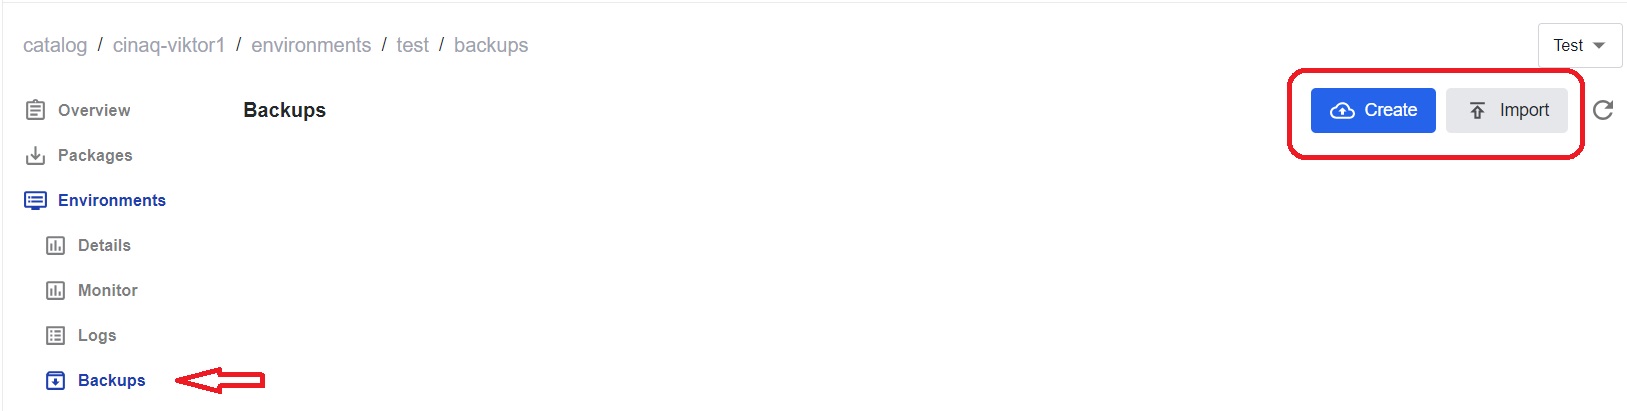 catalog / cinaq-viktor1 / environments / test / backups
Test
Overview
Backups
Create
Import
Packages
Environments
Details
Monitor
Logs
Backups